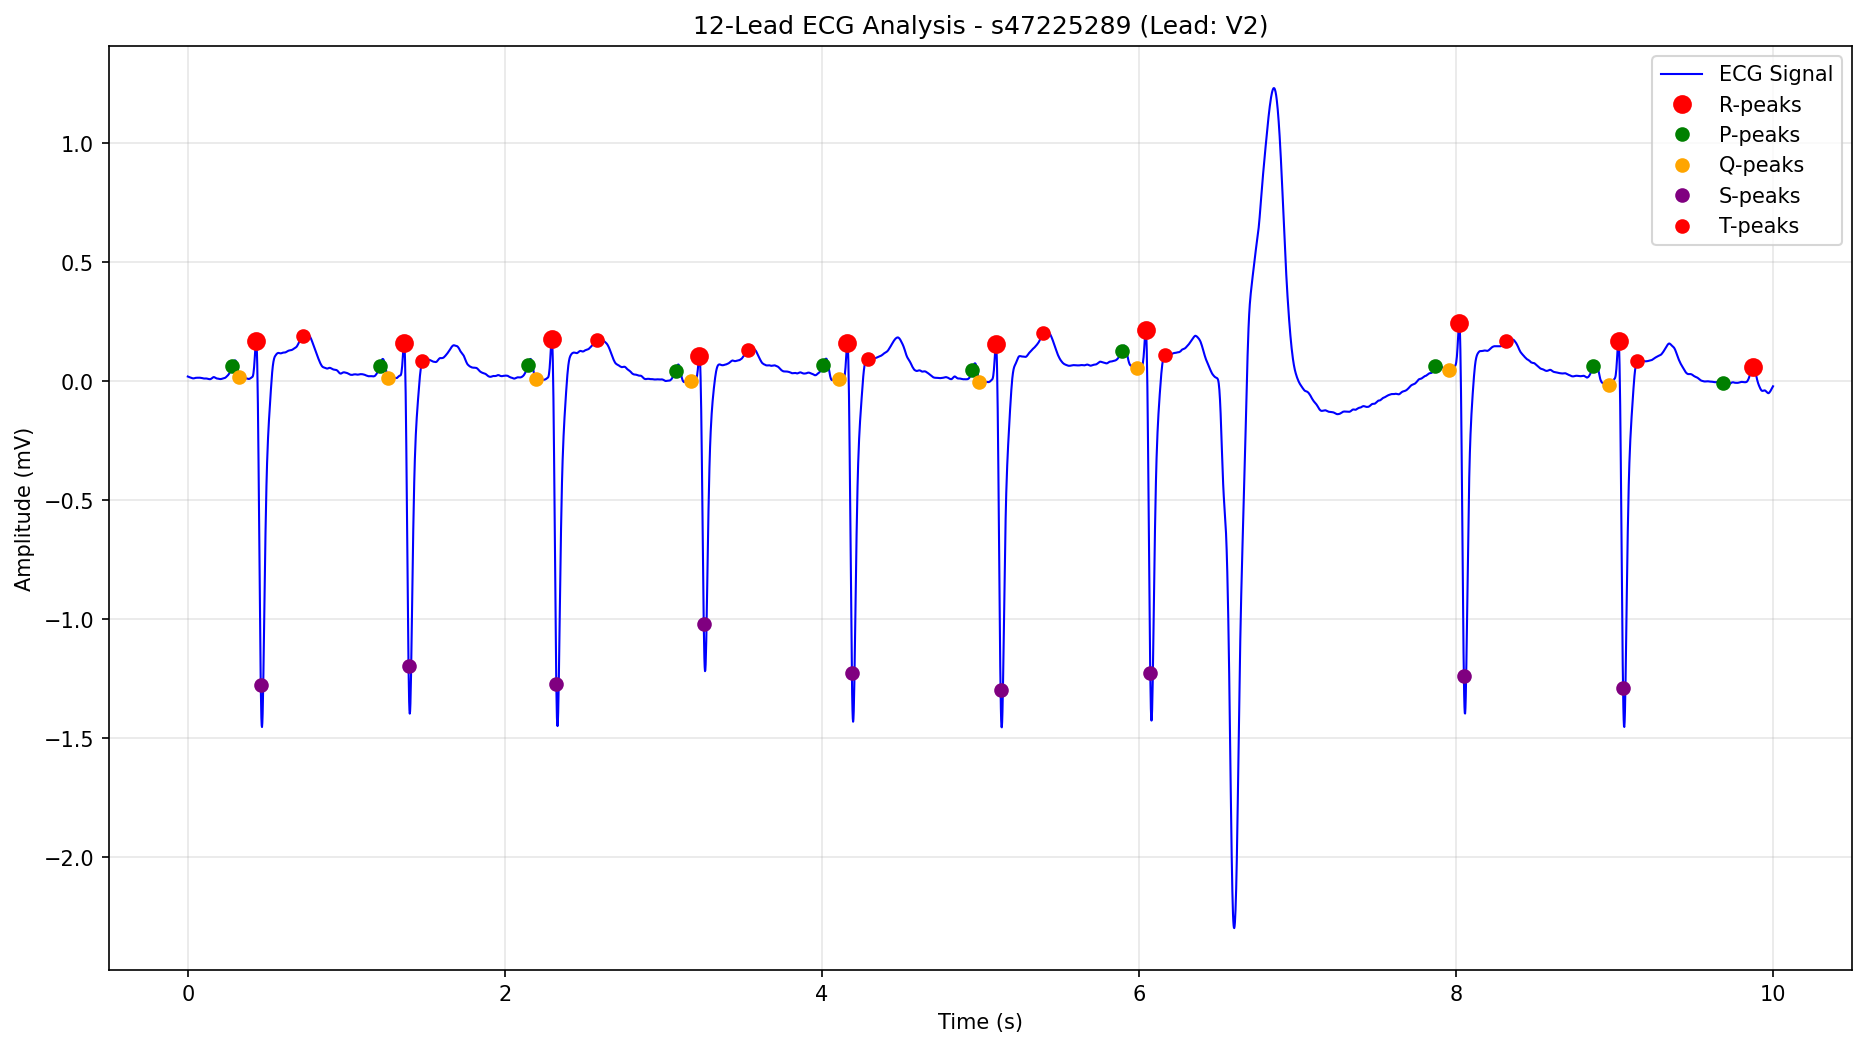 12-Lead ECG Analysis - s47225289 (Lead: V2)
ECG Signal
R-peaks
P-peaks
Q-peaks
S-peaks
T-peaks
1.0
0.5
0.0
−0.5
−1.0
−1.5
−2.0
Amplitude (mV)
0 2 4 6 8 10
Time (s)